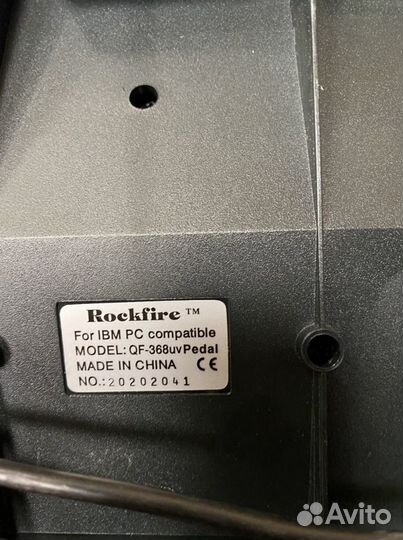 Rockfire ™
For IBM PC compatible
MODEL: QF-368uv Pedal
MADE IN CHINA CE
NO.: 20202041
Avito